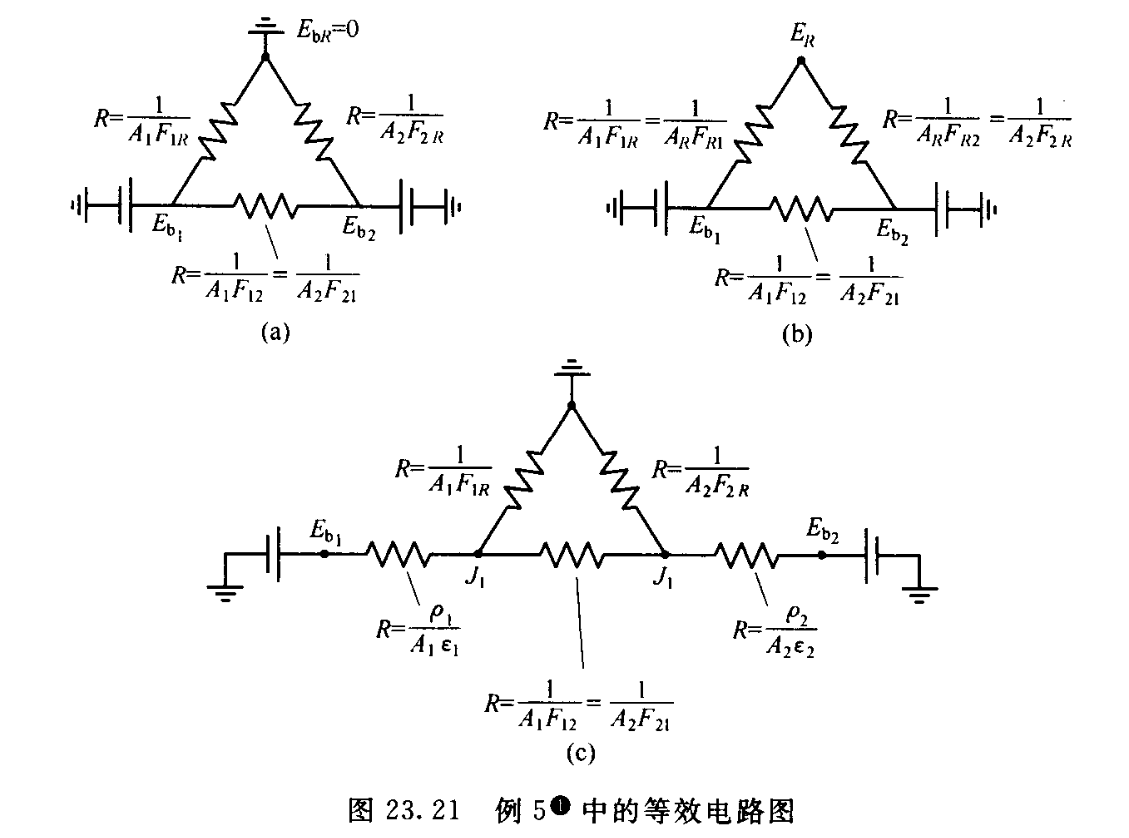 E_bR=0
R=1/(A_1F_1R)
R=1/(A_2F_2R)
E_b1
E_b2
R=1/(A_1F_12)=1/(A_2F_21)
(a)
E_R
R=1/(A_1F_1R)=1/(A_RF_R1)
R=1/(A_RF_R2)=1/(A_2F_2R)
E_b1
E_b2
R=1/(A_1F_12)=1/(A_2F_21)
(b)
R=1/(A_1F_1R)
R=1/(A_2F_2R)
E_b1
E_b2
J_1
J_1
R=ρ_1/(A_1ε_1)
R=ρ_2/(A_2ε_2)
R=1/(A_1F_12)=1/(A_2F_21)
(c)
图 23.21 例 5❶ 中的等效电路图